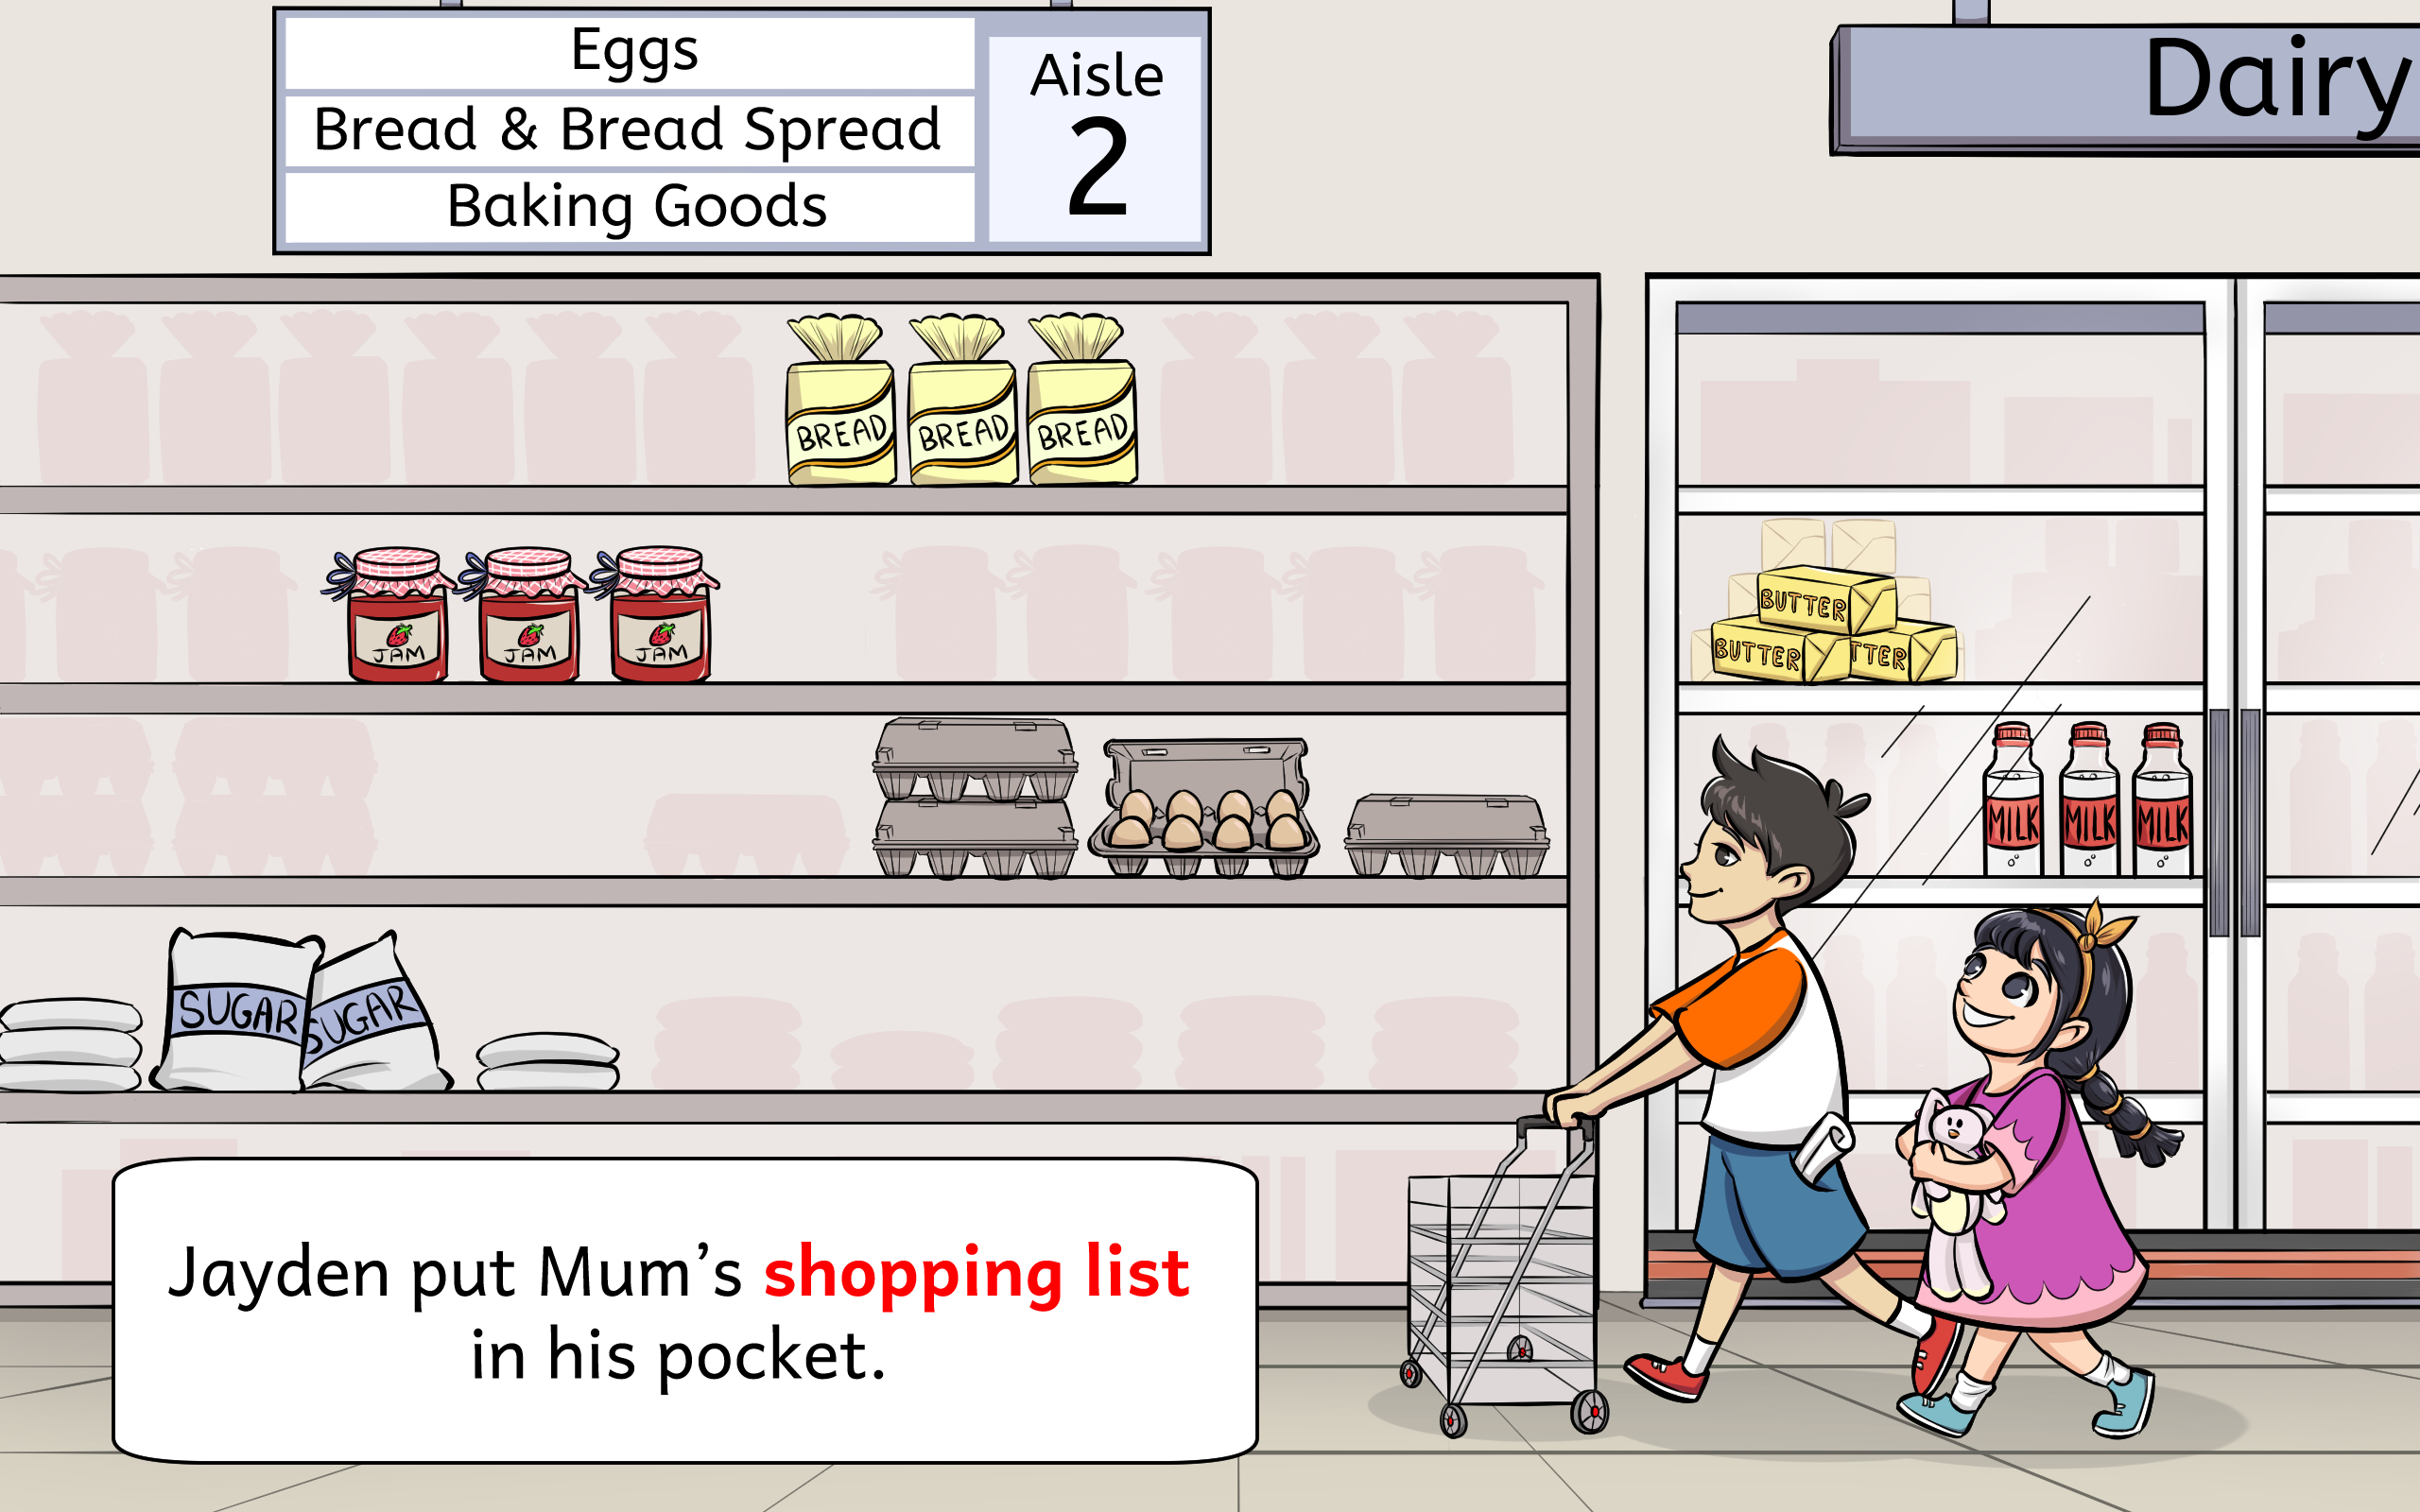 Eggs
Bread & Bread Spread
Baking Goods
Aisle
2
Dairy
BREAD
BREAD
BREAD
JAM
JAM
JAM
BUTTER
BUTTER
TTER
MILK
MILK
MILK
SUGAR
SUGAR
Jayden put Mum’s shopping list
in his pocket.